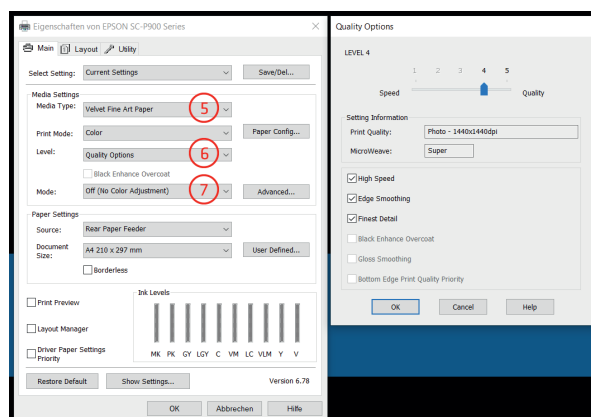 Eigenschaften von EPSON SC-P900 Series
Main
Layout
Utility
Select Setting: Current Settings Save/Del...
Media Settings
Media Type: Velvet Fine Art Paper 5
Print Mode: Color Paper Config...
Level: Quality Options 6
Black Enhance Overcoat
Mode: Off (No Color Adjustment) 7 Advanced...
Paper Settings
Source: Rear Paper Feeder
Document Size: A4 210 x 297 mm User Defined...
Borderless
Print Preview
Layout Manager
Driver Paper Settings Priority
Ink Levels
MK PK GY LGY C VM LC VLM Y V
Restore Default Show Settings... Version 6.78
OK Abbrechen Hilfe
Quality Options
LEVEL 4
1 2 3 4 5
Speed Quality
Setting Information
Print Quality: Photo - 1440x1440dpi
MicroWeave: Super
High Speed
Edge Smoothing
Finest Detail
Black Enhance Overcoat
Gloss Smoothing
Bottom Edge Print Quality Priority
OK Cancel Help